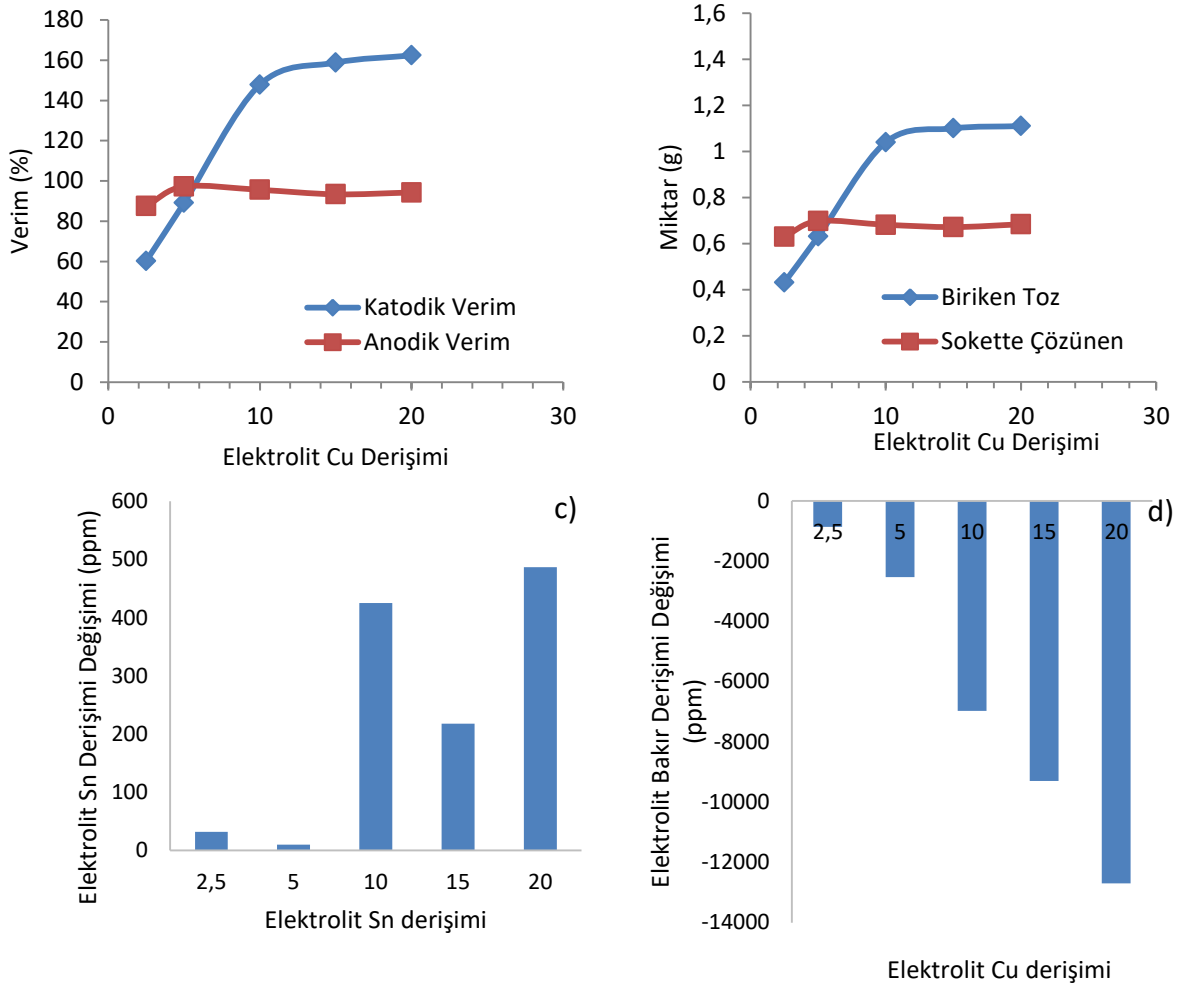 180
160
140
120
100
80
60
40
20
0
Verim (%)
0 10 20 30
Elektrolit Cu Derişimi
Katodik Verim
Anodik Verim
1,6
1,4
1,2
1
0,8
0,6
0,4
0,2
0
Miktar (g)
0 10 20 30
Elektrolit Cu Derişimi
Biriken Toz
Sokette Çözünen
c)
600
500
400
300
200
100
0
Elektrolit Sn Derişimi Değişimi (ppm)
2,5 5 10 15 20
Elektrolit Sn derişimi
d)
0
-2000
-4000
-6000
-8000
-10000
-12000
-14000
Elektrolit Bakır Derişimi Değişimi
(ppm)
2,5 5 10 15 20
Elektrolit Cu derişimi